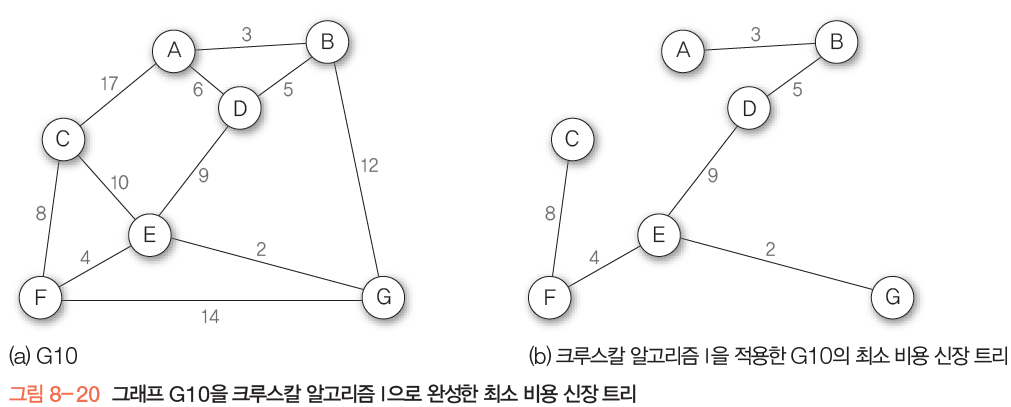 A 3 B
17 6 5
D
C
10 9 12
8
E
4 2
F G
14
A 3 B
5
D
C
9
8
E
4 2
F G
(a) G10
(b) 크루스칼 알고리즘 I을 적용한 G10의 최소 비용 신장 트리
그림 8-20 그래프 G10을 크루스칼 알고리즘 I으로 완성한 최소 비용 신장 트리